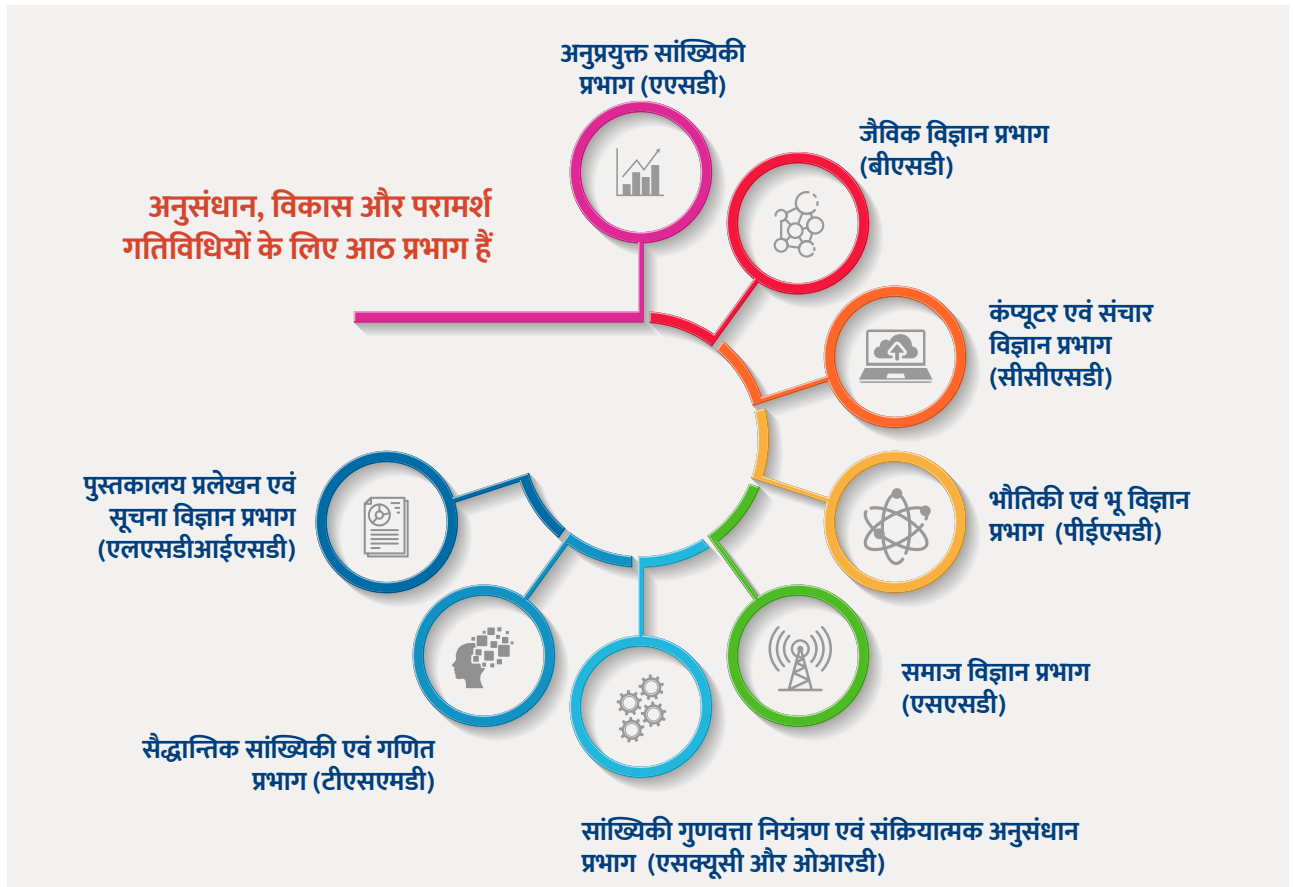 अनुप्रयुक्त सांख्यिकी
प्रभाग (एएसडी)
जैविक विज्ञान प्रभाग
(बीएसडी)
अनुसंधान, विकास और परामर्श
गतिविधियों के लिए आठ प्रभाग हैं
कंप्यूटर एवं संचार
विज्ञान प्रभाग
(सीसीएसडी)
भौतिकी एवं भू विज्ञान
प्रभाग (पीईएसडी)
समाज विज्ञान प्रभाग
(एसएसडी)
सांख्यिकी गुणवत्ता नियंत्रण एवं संक्रियात्मक अनुसंधान
प्रभाग (एसक्यूसी और ओआरडी)
सैद्धान्तिक सांख्यिकी एवं गणित
प्रभाग (टीएसएमडी)
पुस्तकालय प्रलेखन एवं
सूचना विज्ञान प्रभाग
(एलएसडीआईएसडी)